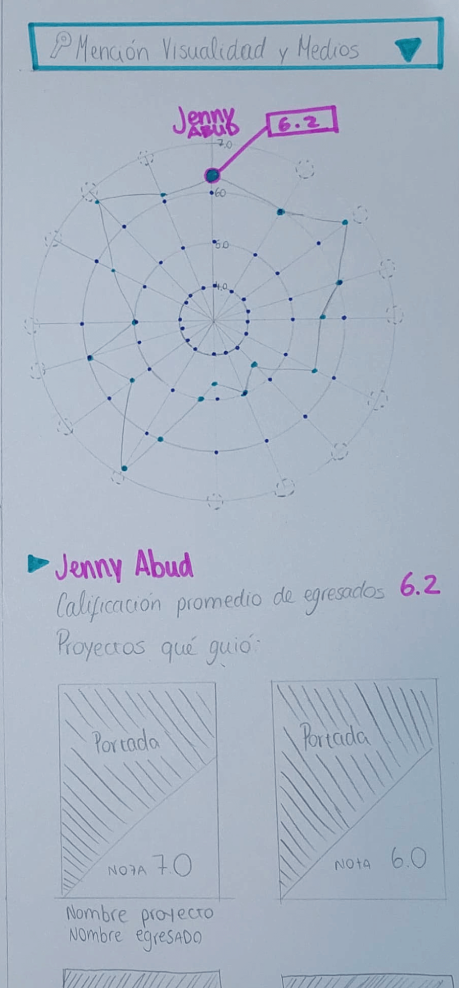 Mención Visualidad y Medios
Jenny
ABUD
6.2
7.0
6.0
5.0
4.0
Jenny Abud
Calificación promedio de egresados 6.2
Proyectos qué guió:
Portada
Portada
NOTA 7.0
NOTA 6.0
Nombre proyecto
NOMBRE egRESADO